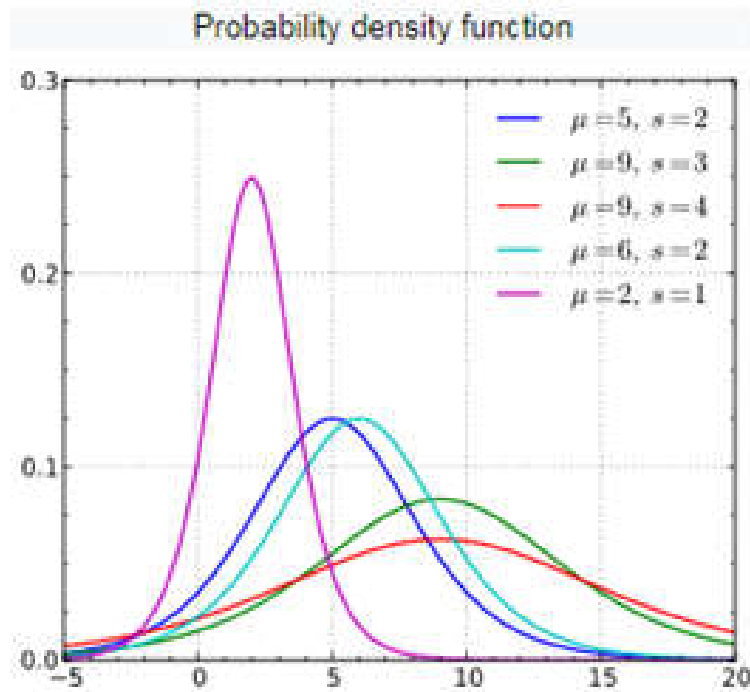 Probability density function
0.3
0.2
0.1
0.0
−5 0 5 10 15 20
μ=5, s=2
μ=9, s=3
μ=9, s=4
μ=6, s=2
μ=2, s=1